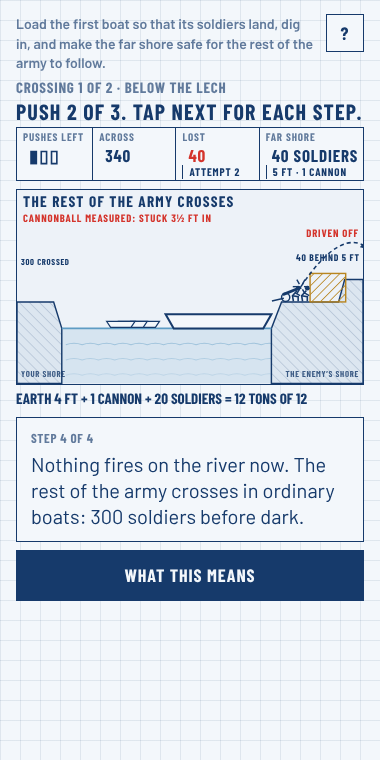 Load the first boat so that its soldiers land, dig
in, and make the far shore safe for the rest of the
army to follow.
?
CROSSING 1 OF 2 · BELOW THE LECH
PUSH 2 OF 3. TAP NEXT FOR EACH STEP.
PUSHES LEFT
ACROSS
340
LOST
40
ATTEMPT 2
FAR SHORE
40 SOLDIERS
5 FT · 1 CANNON
THE REST OF THE ARMY CROSSES
CANNONBALL MEASURED: STUCK 3½ FT IN
DRIVEN OFF
300 CROSSED
40 BEHIND 5 FT
YOUR SHORE
THE ENEMY'S SHORE
EARTH 4 FT + 1 CANNON + 20 SOLDIERS = 12 TONS OF 12
STEP 4 OF 4
Nothing fires on the river now. The
rest of the army crosses in ordinary
boats: 300 soldiers before dark.
WHAT THIS MEANS